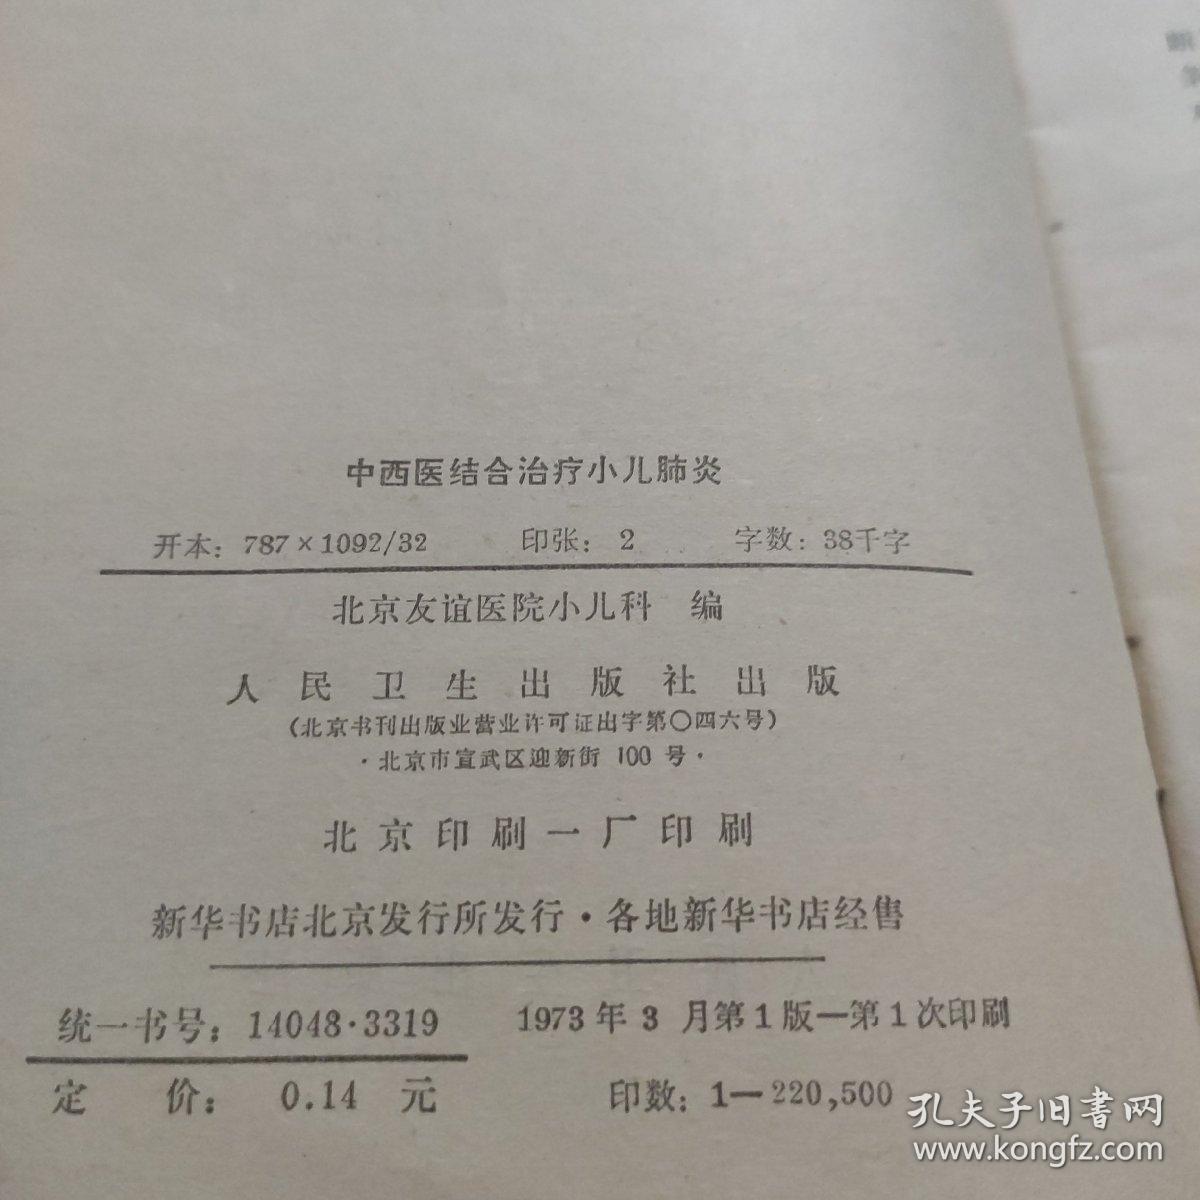 中西医结合治疗小儿肺炎
开本：787×1092/32 印张：2 字数：38千字
北京友谊医院小儿科 编
人民卫生出版社出版
（北京书刊出版业营业许可证出字第〇四六号）
·北京市宣武区迎新街 100 号·
北京印刷一厂印刷
新华书店北京发行所发行·各地新华书店经售
统一书号：14048·3319 1973年3月第1版—第1次印刷
定 价：0.14 元 印数：1—220,500
孔夫子旧书网
www.kongfz.com